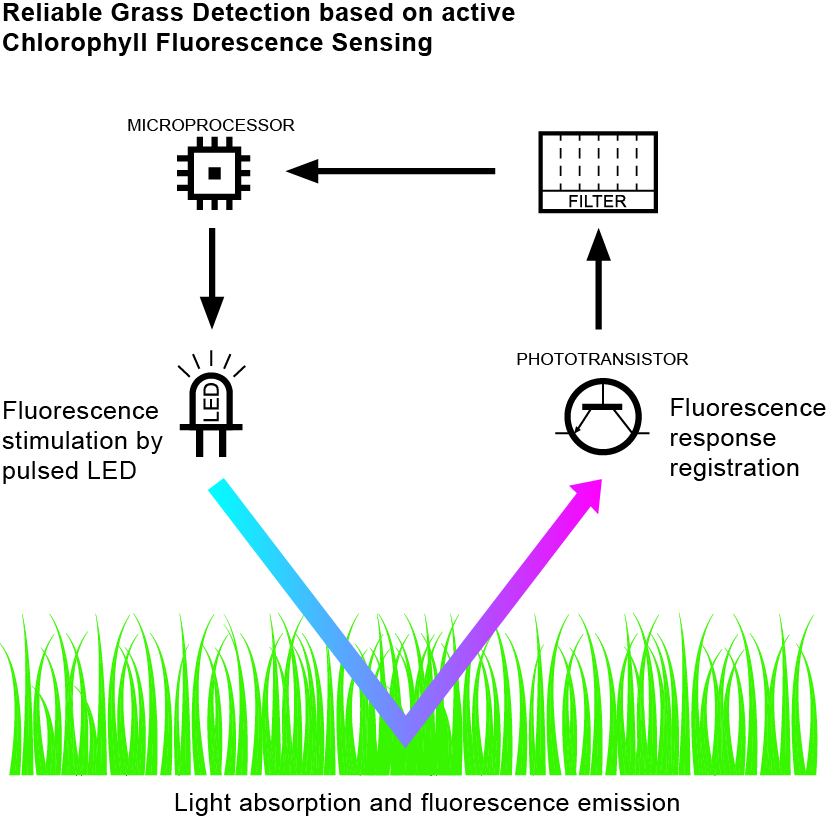 Reliable Grass Detection based on active
Chlorophyll Fluorescence Sensing
MICROPROCESSOR
FILTER
LED
PHOTOTRANSISTOR
Fluorescence
stimulation by
pulsed LED
Fluorescence
response
registration
Light absorption and fluorescence emission